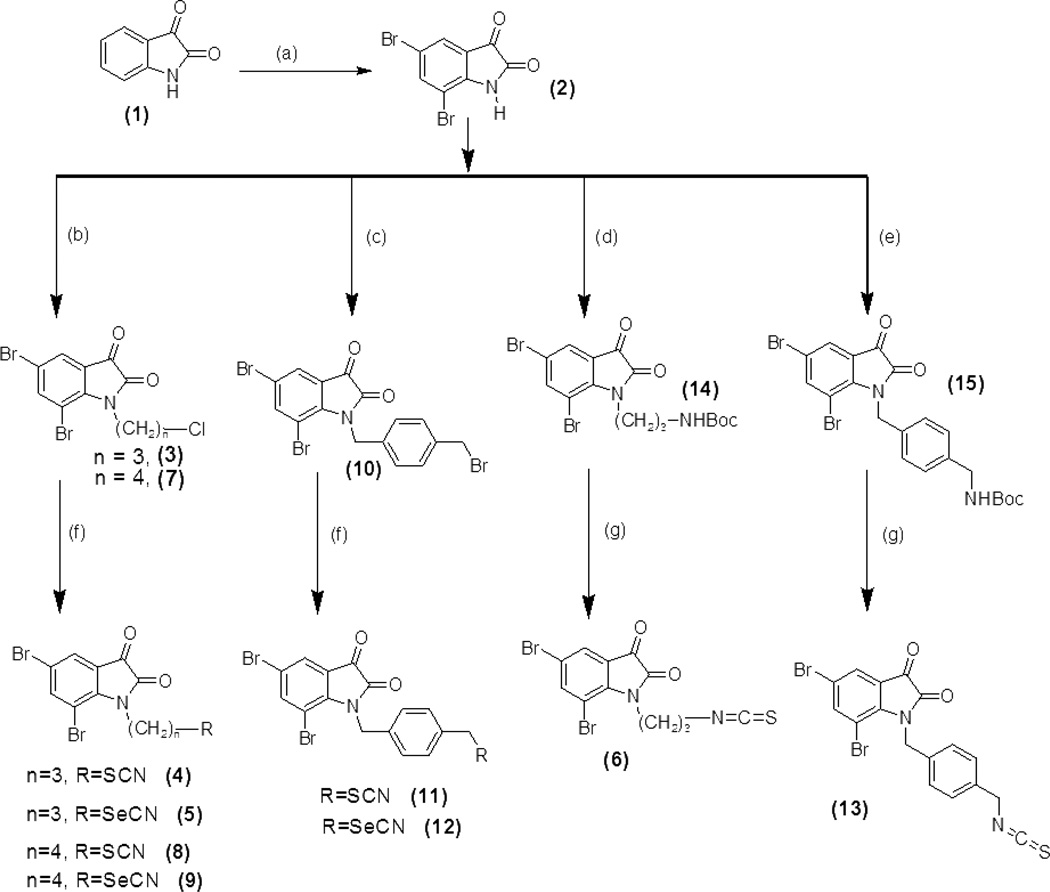 O
O
N
H
(1)
(a)
Br
O
O
N
H
Br
(2)
(b)
(c)
(d)
(e)
Br
O
O
N
Br
(CH₂)ₙ—Cl
n = 3, (3)
n = 4, (7)
Br
O
O
N
Br
Br
(10)
Br
O
O
N
Br
(CH₂)₃—NHBoc
(14)
Br
O
O
N
Br
NHBoc
(15)
(f)
(f)
(g)
(g)
Br
O
O
N
Br
(CH₂)ₙ—R
n=3, R=SCN (4)
n=3, R=SeCN (5)
n=4, R=SCN (8)
n=4, R=SeCN (9)
Br
O
O
N
Br
R
R=SCN (11)
R=SeCN (12)
Br
O
O
N
Br
(CH₂)₃—N=C=S
(6)
Br
O
O
N
Br
N=C=S
(13)